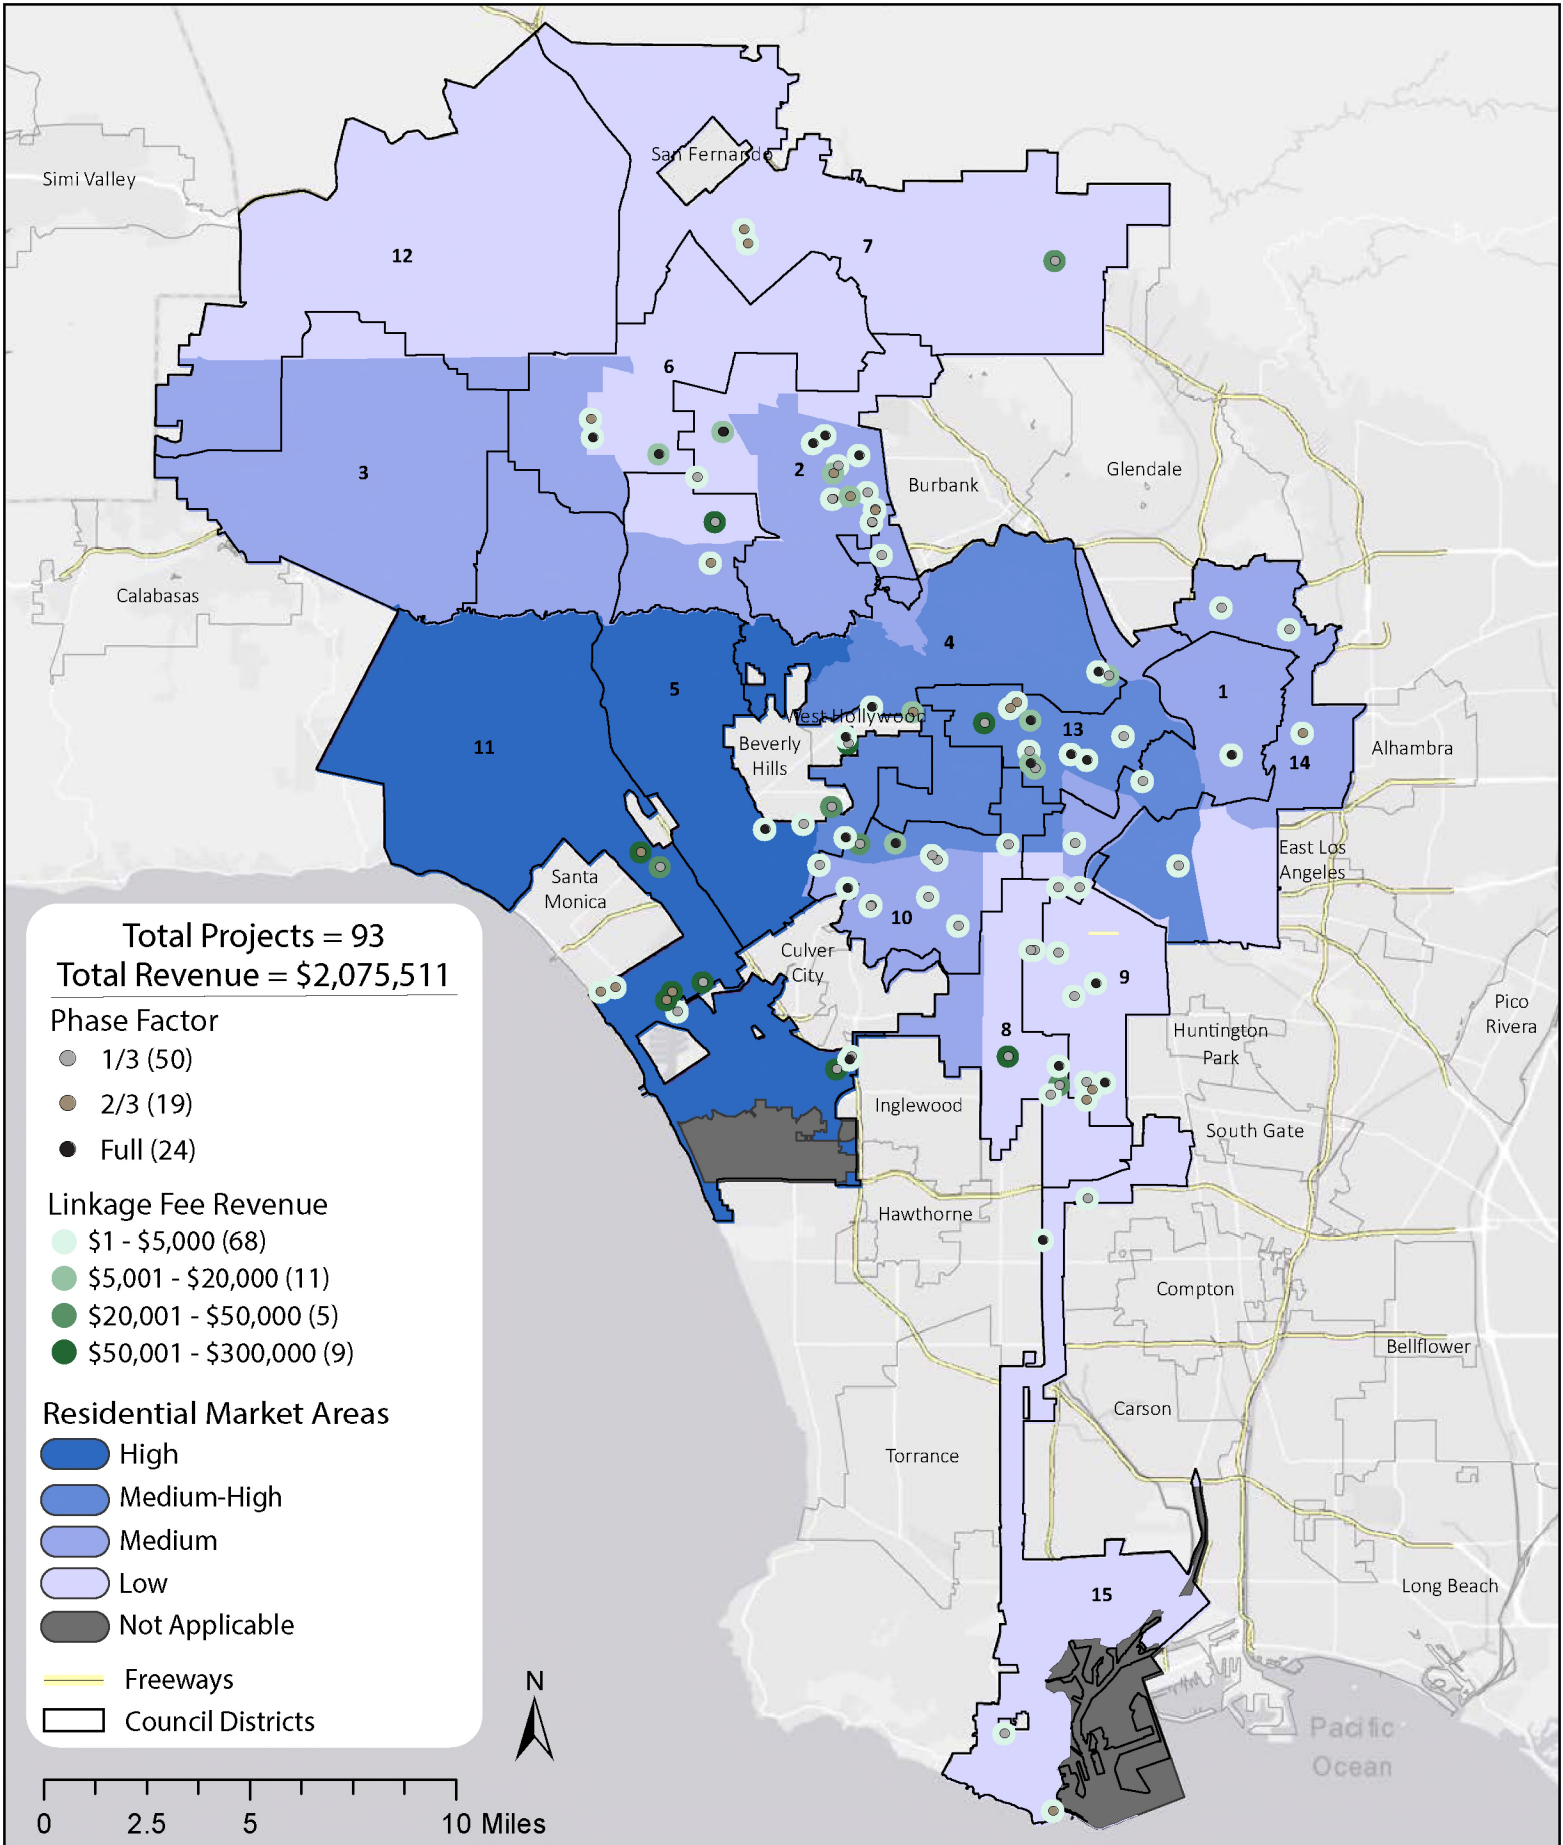 San Fernando
Simi Valley
12
7
6
3
2
Burbank
Glendale
Calabasas
4
5
1
West Hollywood
13
11
Beverly
Hills
Alhambra
14
East Los
Angeles
Santa
Monica
10
Culver
City
9
Pico
Rivera
8
Huntington
Park
Inglewood
South Gate
Hawthorne
Compton
Bellflower
Carson
Torrance
15
Long Beach
Pacific
Ocean
Total Projects = 93
Total Revenue = $2,075,511
Phase Factor
1/3 (50)
2/3 (19)
Full (24)
Linkage Fee Revenue
$1 - $5,000 (68)
$5,001 - $20,000 (11)
$20,001 - $50,000 (5)
$50,001 - $300,000 (9)
Residential Market Areas
High
Medium-High
Medium
Low
Not Applicable
Freeways
Council Districts
N
0 2.5 5 10 Miles